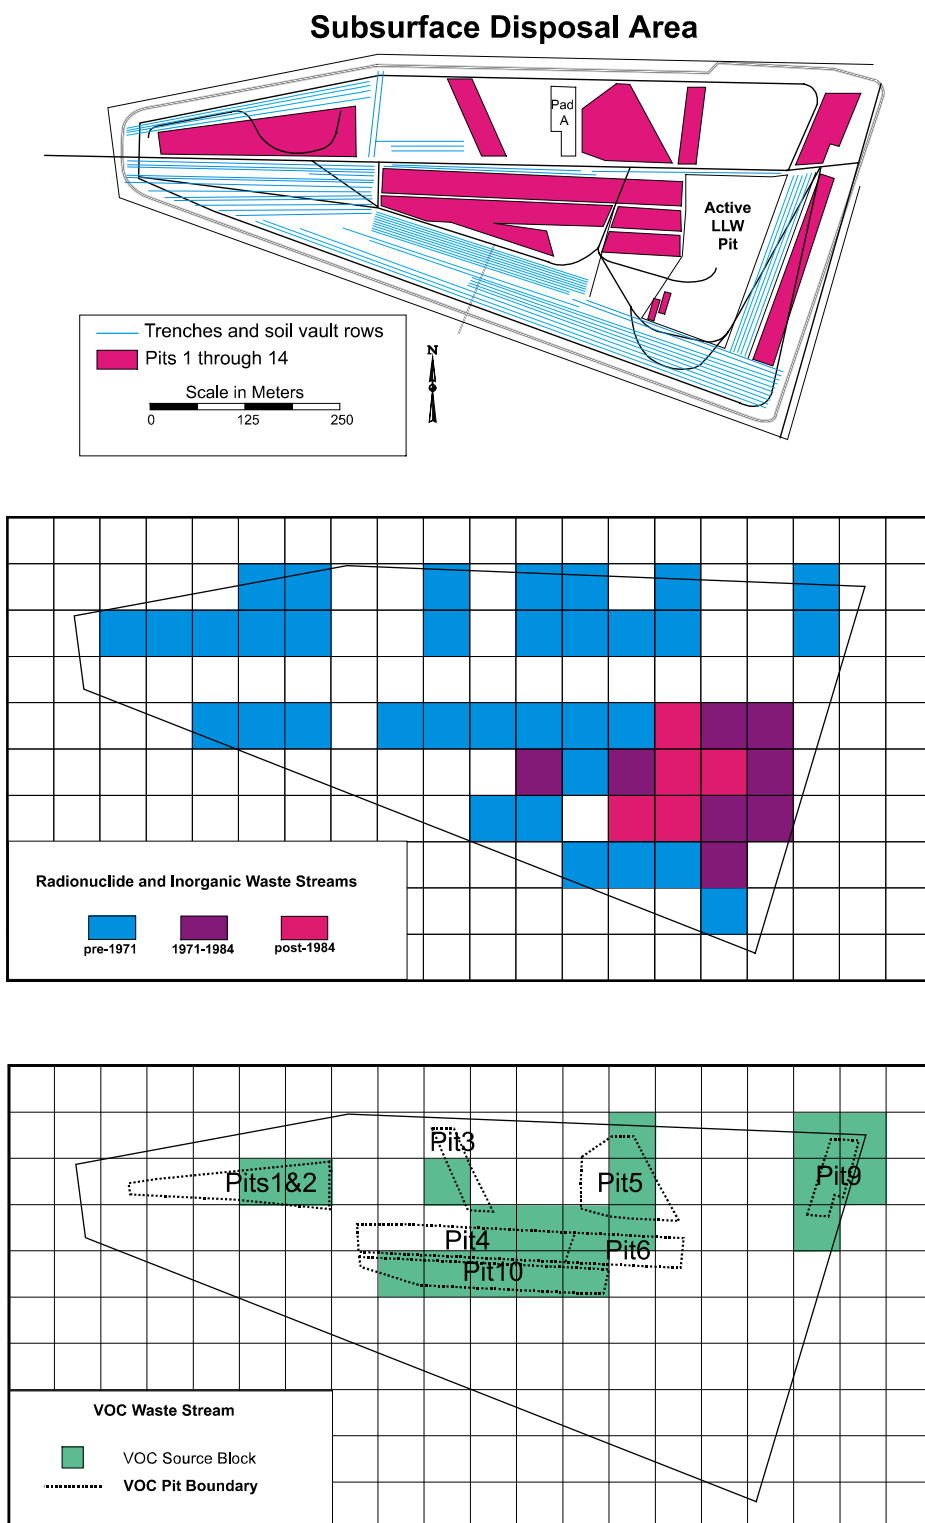 Subsurface Disposal Area
Pad
A
Active
LLW
Pit
Trenches and soil vault rows
Pits 1 through 14
Scale in Meters
0 125 250
N
Radionuclide and Inorganic Waste Streams
pre-1971 1971-1984 post-1984
Pit3
Pits1&2
Pit5
Pit9
Pit4
Pit6
Pit10
VOC Waste Stream
VOC Source Block
VOC Pit Boundary